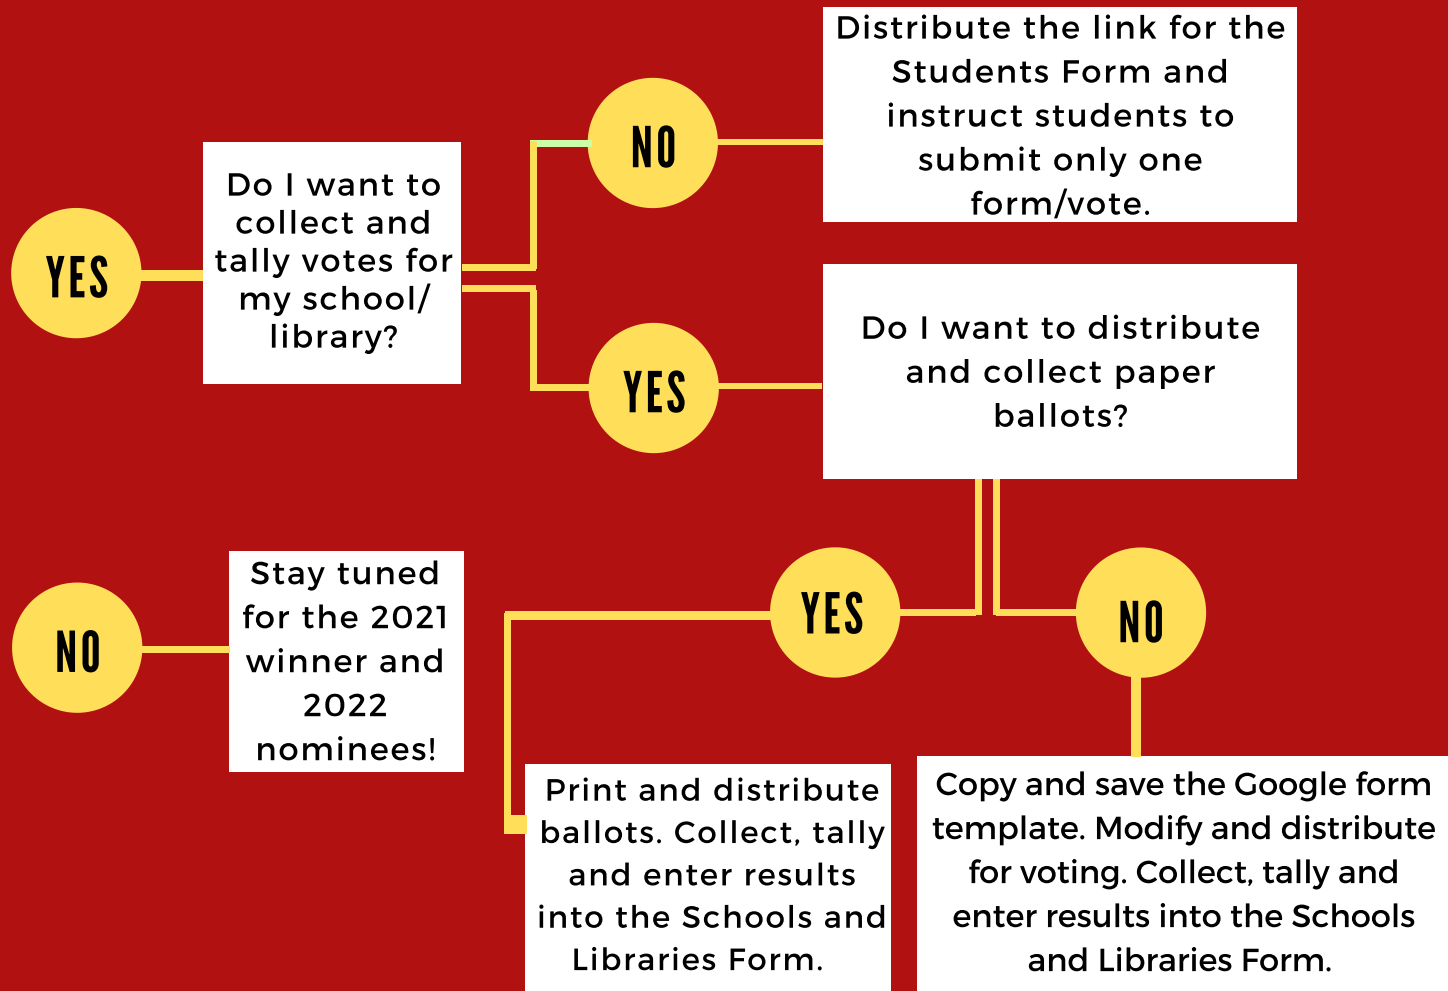 YES
Do I want to
collect and
tally votes for
my school/
library?
NO
Distribute the link for the
Students Form and
instruct students to
submit only one
form/vote.
YES
Do I want to distribute
and collect paper
ballots?
YES
Print and distribute
ballots. Collect, tally
and enter results
into the Schools and
Libraries Form.
NO
Copy and save the Google form
template. Modify and distribute
for voting. Collect, tally and
enter results into the Schools
and Libraries Form.
NO
Stay tuned
for the 2021
winner and
2022
nominees!